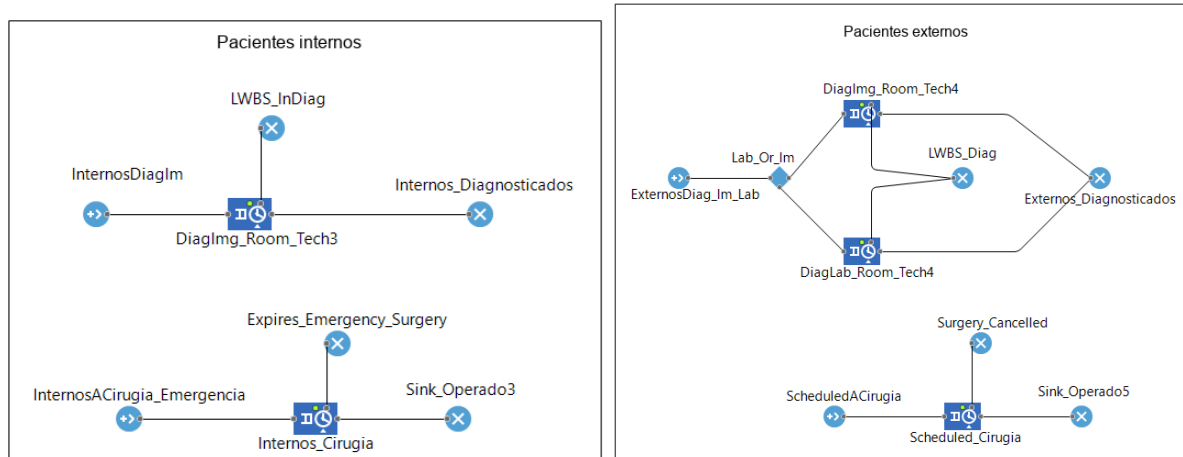 Pacientes internos
LWBS_InDiag
InternosDiagIm
Internos_Diagnosticados
DiagImg_Room_Tech3
Expires_Emergency_Surgery
InternosACirugia_Emergencia
Sink_Operado3
Internos_Cirugia
Pacientes externos
DiagImg_Room_Tech4
Lab_Or_Im
LWBS_Diag
ExternosDiag_Im_Lab
Externos_Diagnosticados
DiagLab_Room_Tech4
Surgery_Cancelled
ScheduledACirugia
Sink_Operado5
Scheduled_Cirugia